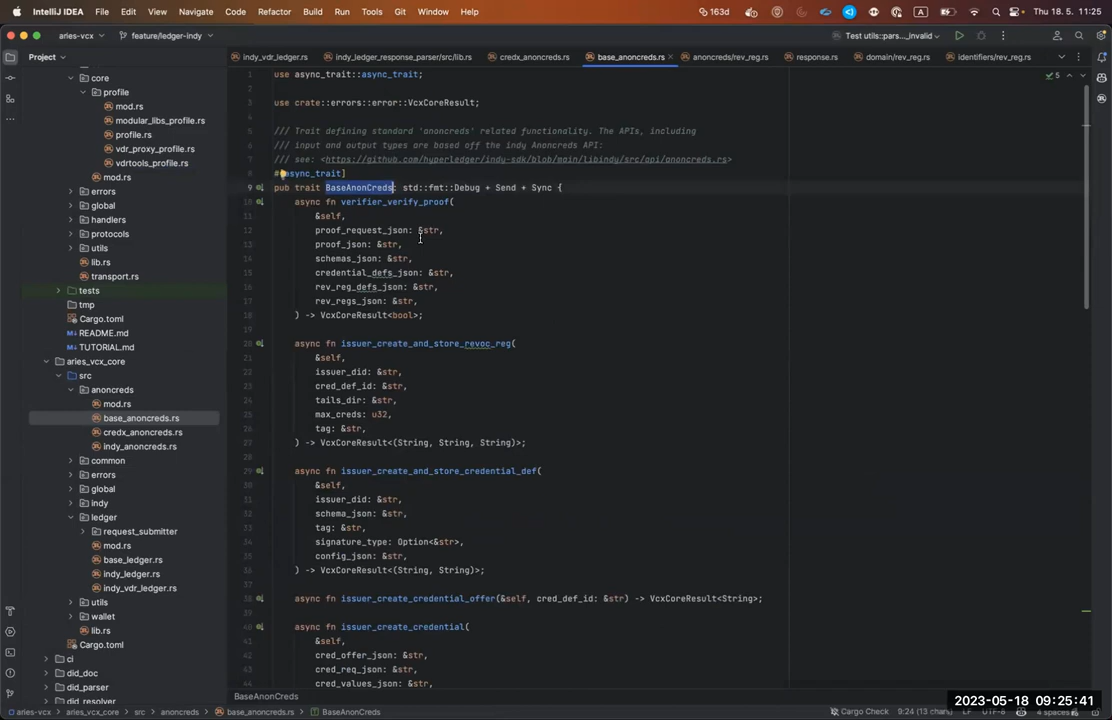 IntelliJ IDEA File Edit View Navigate Code Refactor Build Run Tools Git Window Help 163d A Thu 18. 5. 11:25
aries-vcx feature/ledger-indy Test utils::pars..._invalid
Project
indy_vdr_ledger.rs indy_ledger_response_parser/src/lib.rs credx_anoncreds.rs base_anoncreds.rs anoncreds/rev_reg.rs response.rs domain/rev_reg.rs identifiers/rev_reg.rs
core
profile
mod.rs
modular_libs_profile.rs
profile.rs
vdr_proxy_profile.rs
vdrtools_profile.rs
mod.rs
errors
global
handlers
protocols
utils
lib.rs
transport.rs
tests
tmp
Cargo.toml
README.md
TUTORIAL.md
aries_vcx_core
src
anoncreds
mod.rs
base_anoncreds.rs
credx_anoncreds.rs
indy_anoncreds.rs
common
errors
global
indy
ledger
request_submitter
mod.rs
base_ledger.rs
indy_ledger.rs
indy_vdr_ledger.rs
utils
wallet
lib.rs
Cargo.toml
ci
did_doc
did_parser
did_resolver
5
1 use async_trait::async_trait;
2
3 use crate::errors::error::VcxCoreResult;
4
5 /// Trait defining standard 'anoncreds' related functionality. The APIs, including
6 /// input and output types are based off the indy Anoncreds API:
7 /// see: <https://github.com/hyperledger/indy-sdk/blob/main/libindy/src/api/anoncreds.rs>
8 #[async_trait]
9 pub trait BaseAnonCreds: std::fmt::Debug + Send + Sync {
10 async fn verifier_verify_proof(
11 &self,
12 proof_request_json: &str,
13 proof_json: &str,
14 schemas_json: &str,
15 credential_defs_json: &str,
16 rev_reg_defs_json: &str,
17 rev_regs_json: &str,
18 ) -> VcxCoreResult<bool>;
19
20 async fn issuer_create_and_store_revoc_reg(
21 &self,
22 issuer_did: &str,
23 cred_def_id: &str,
24 tails_dir: &str,
25 max_creds: u32,
26 tag: &str,
27 ) -> VcxCoreResult<(String, String, String)>;
28
29 async fn issuer_create_and_store_credential_def(
30 &self,
31 issuer_did: &str,
32 schema_json: &str,
33 tag: &str,
34 signature_type: Option<&str>,
35 config_json: &str,
36 ) -> VcxCoreResult<(String, String)>;
37
38 async fn issuer_create_credential_offer(&self, cred_def_id: &str) -> VcxCoreResult<String>;
39
40 async fn issuer_create_credential(
41 &self,
42 cred_offer_json: &str,
43 cred_req_json: &str,
44 cred_values_json: &str,
BaseAnonCreds
2023-05-18 09:25:41
aries_vcx aries_vcx_core src anoncreds base_anoncreds.rs BaseAnonCreds Cargo Check 9:24 (13 chars) LF UTF-8 4 spaces